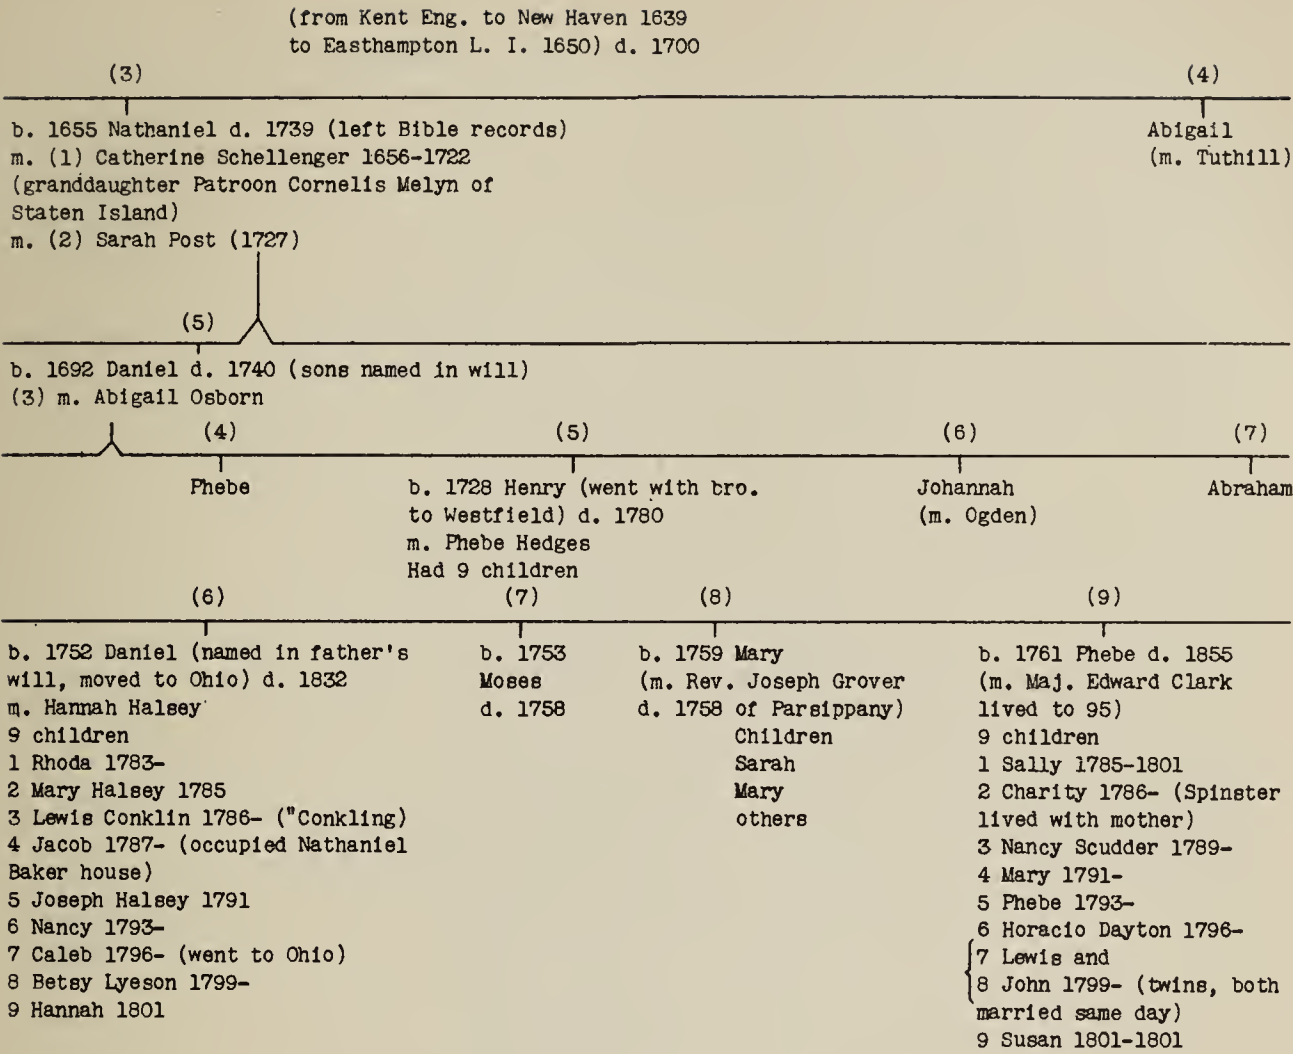 (from Kent Eng. to New Haven 1639
to Easthampton L. I. 1650) d. 1700
(3)
(4)
b. 1655 Nathaniel d. 1739 (left Bible records)
m. (1) Catherine Schellenger 1656-1722
(granddaughter Patroon Cornelis Melyn of
Staten Island)
m. (2) Sarah Post (1727)
Abigail
(m. Tuthill)
(5)
b. 1692 Daniel d. 1740 (sons named in will)
(3) m. Abigail Osborn
(4)
(5)
(6)
(7)
Phebe
b. 1728 Henry (went with bro.
to Westfield) d. 1780
m. Phebe Hedges
Had 9 children
Johannah
(m. Ogden)
Abraham
(6)
(7)
(8)
(9)
b. 1752 Daniel (named in father's
will, moved to Ohio) d. 1832
m. Hannah Halsey
9 children
1 Rhoda 1783-
2 Mary Halsey 1785
3 Lewis Conklin 1786- ("Conkling)
4 Jacob 1787- (occupied Nathaniel
Baker house)
5 Joseph Halsey 1791
6 Nancy 1793-
7 Caleb 1796- (went to Ohio)
8 Betsy Lyeson 1799-
9 Hannah 1801
b. 1753
Moses
d. 1758
b. 1759 Mary
(m. Rev. Joseph Grover
d. 1758 of Parsippany)
Children
Sarah
Mary
others
b. 1761 Phebe d. 1855
(m. Maj. Edward Clark
lived to 95)
9 children
1 Sally 1785-1801
2 Charity 1786- (Spinster
lived with mother)
3 Nancy Scudder 1789-
4 Mary 1791-
5 Phebe 1793-
6 Horacio Dayton 1796-
7 Lewis and
8 John 1799- (twins, both
married same day)
9 Susan 1801-1801